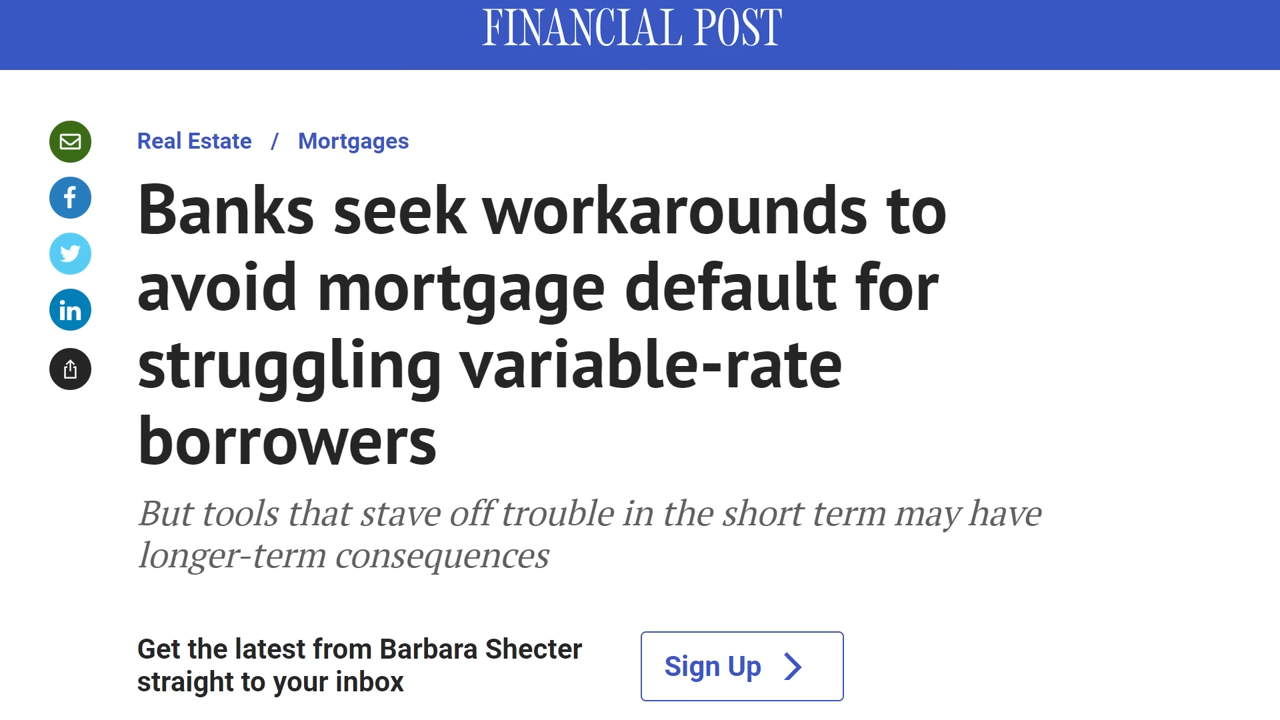 FINANCIAL POST
Real Estate / Mortgages
Banks seek workarounds to
avoid mortgage default for
struggling variable-rate
borrowers
But tools that stave off trouble in the short term may have
longer-term consequences
Get the latest from Barbara Shecter
straight to your inbox
Sign Up